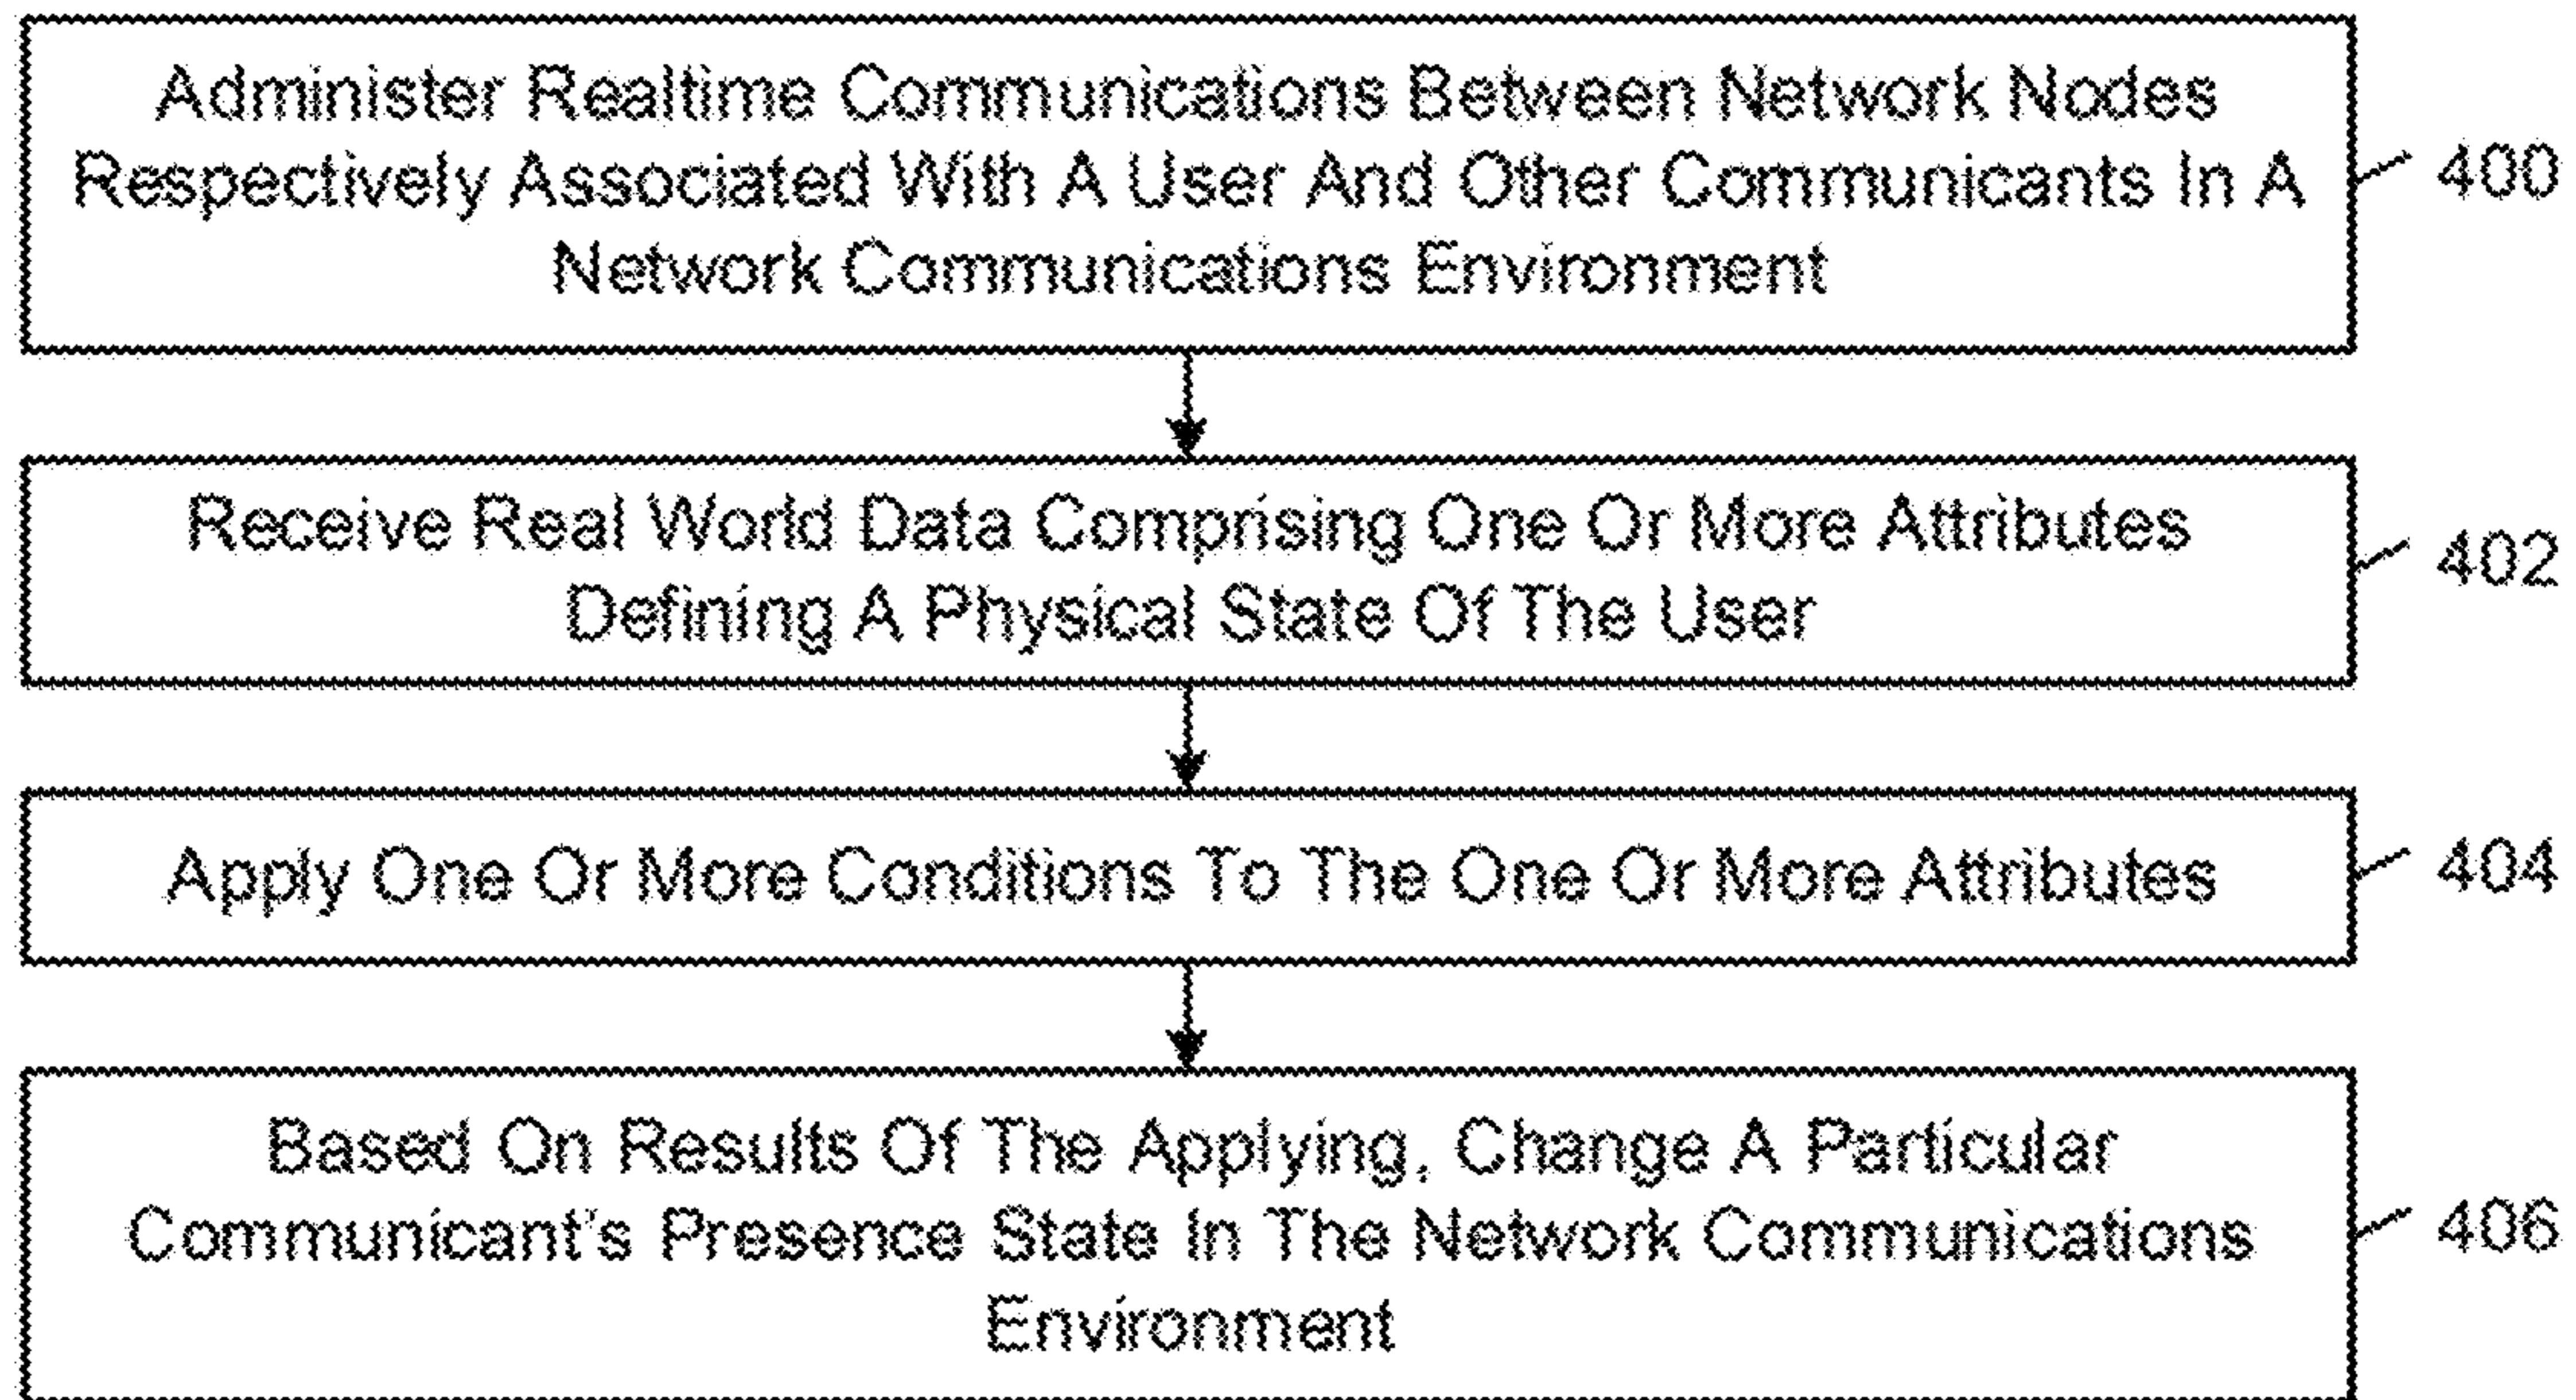 Administer Realtime Communications Between Network Nodes
Respectively Associated With A User And Other Communicants In A
Network Communications Environment
400
Receive Real World Data Comprising One Or More Attributes
Defining A Physical State Of The User
402
Apply One Or More Conditions To The One Or More Attributes
404
Based On Results Of The Applying, Change A Particular
Communicant's Presence State In The Network Communications
Environment
406